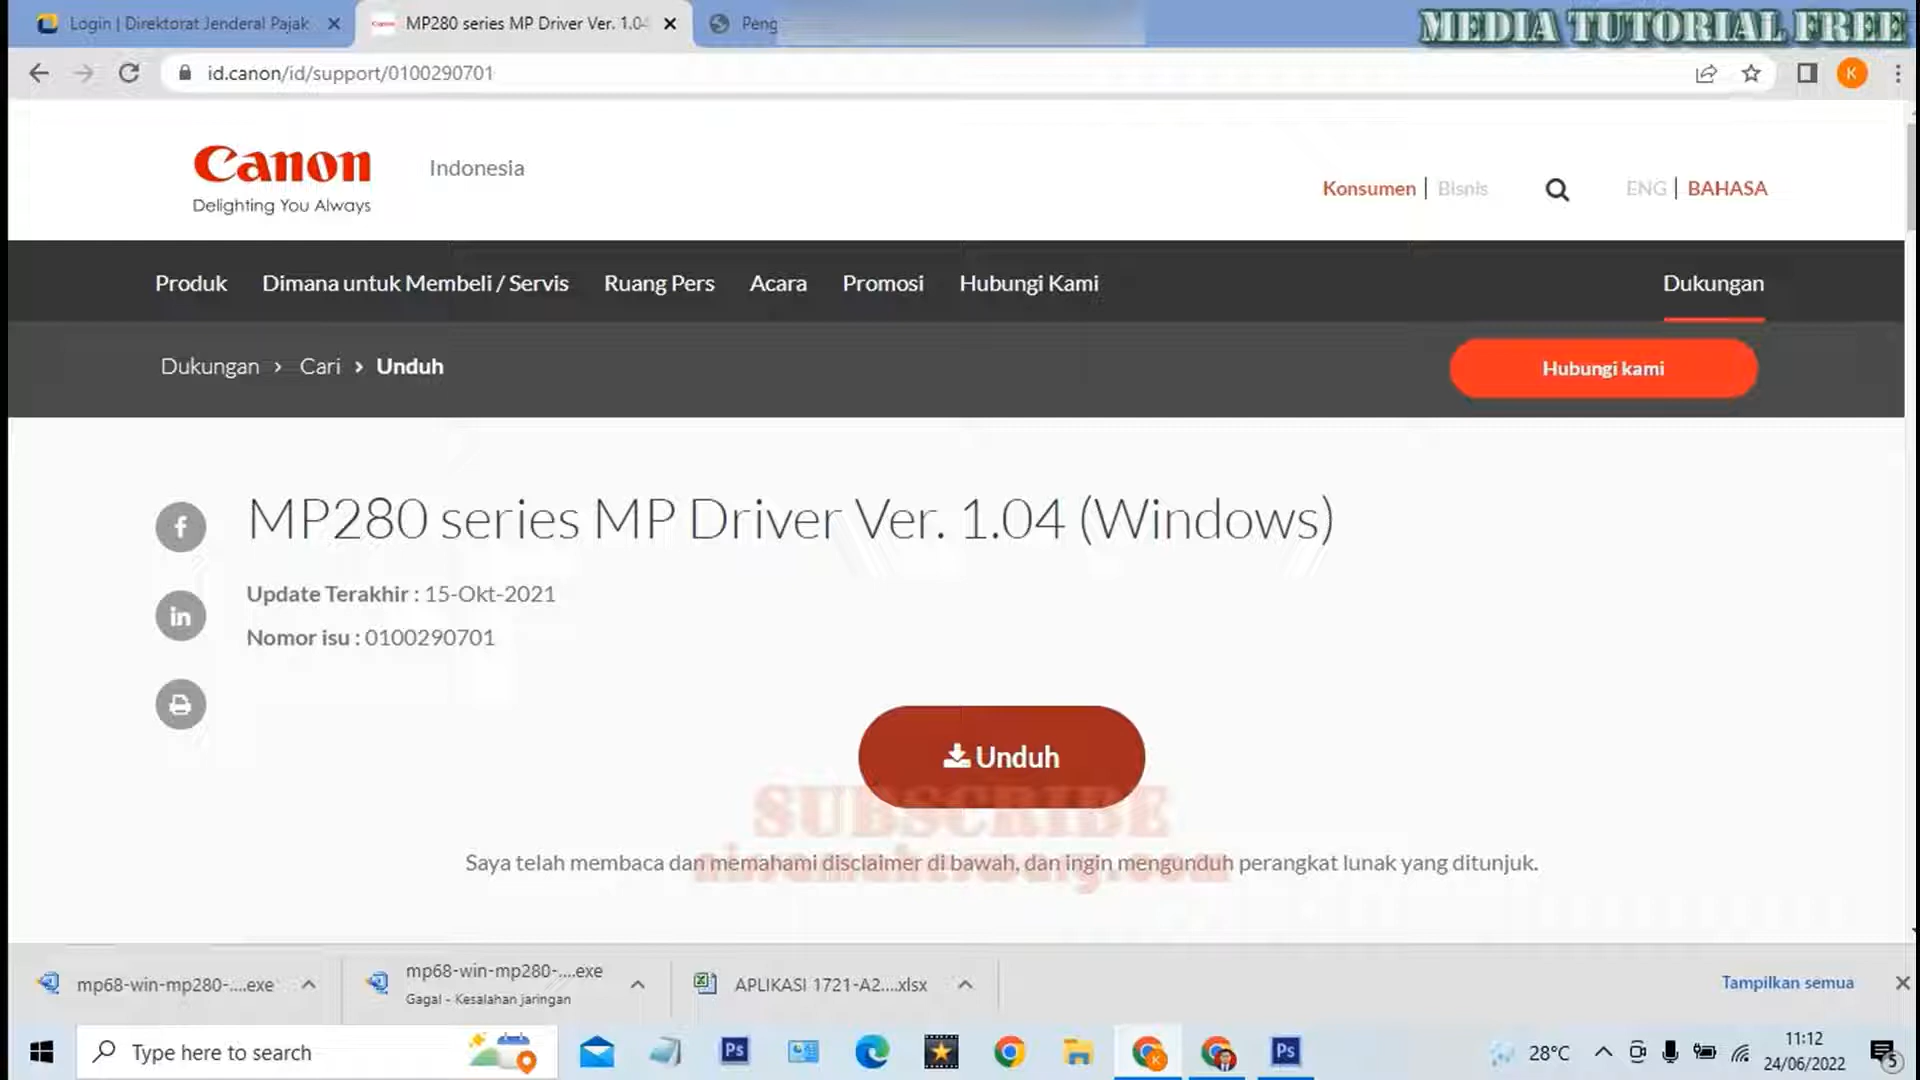 Login | Direktorat Jenderal Pajak
MP280 series MP Driver Ver. 1.04
Peng
MEDIA TUTORIAL FREE
id.canon/id/support/0100290701
K
Canon
Delighting You Always
Indonesia
Konsumen | Bisnis
ENG | BAHASA
Produk
Dimana untuk Membeli / Servis
Ruang Pers
Acara
Promosi
Hubungi Kami
Dukungan
Dukungan > Cari > Unduh
Hubungi kami
MP280 series MP Driver Ver. 1.04 (Windows)
Update Terakhir : 15-Okt-2021
Nomor isu : 0100290701
Unduh
SUBSCRIBE
Saya telah membaca dan memahami disclaimer di bawah, dan ingin mengunduh perangkat lunak yang ditunjuk.
mp68-win-mp280-....exe
mp68-win-mp280-....exe
Gagal - Kesalahan jaringan
APLIKASI 1721-A2....xlsx
Tampilkan semua
Type here to search
28°C
11:12
24/06/2022
5